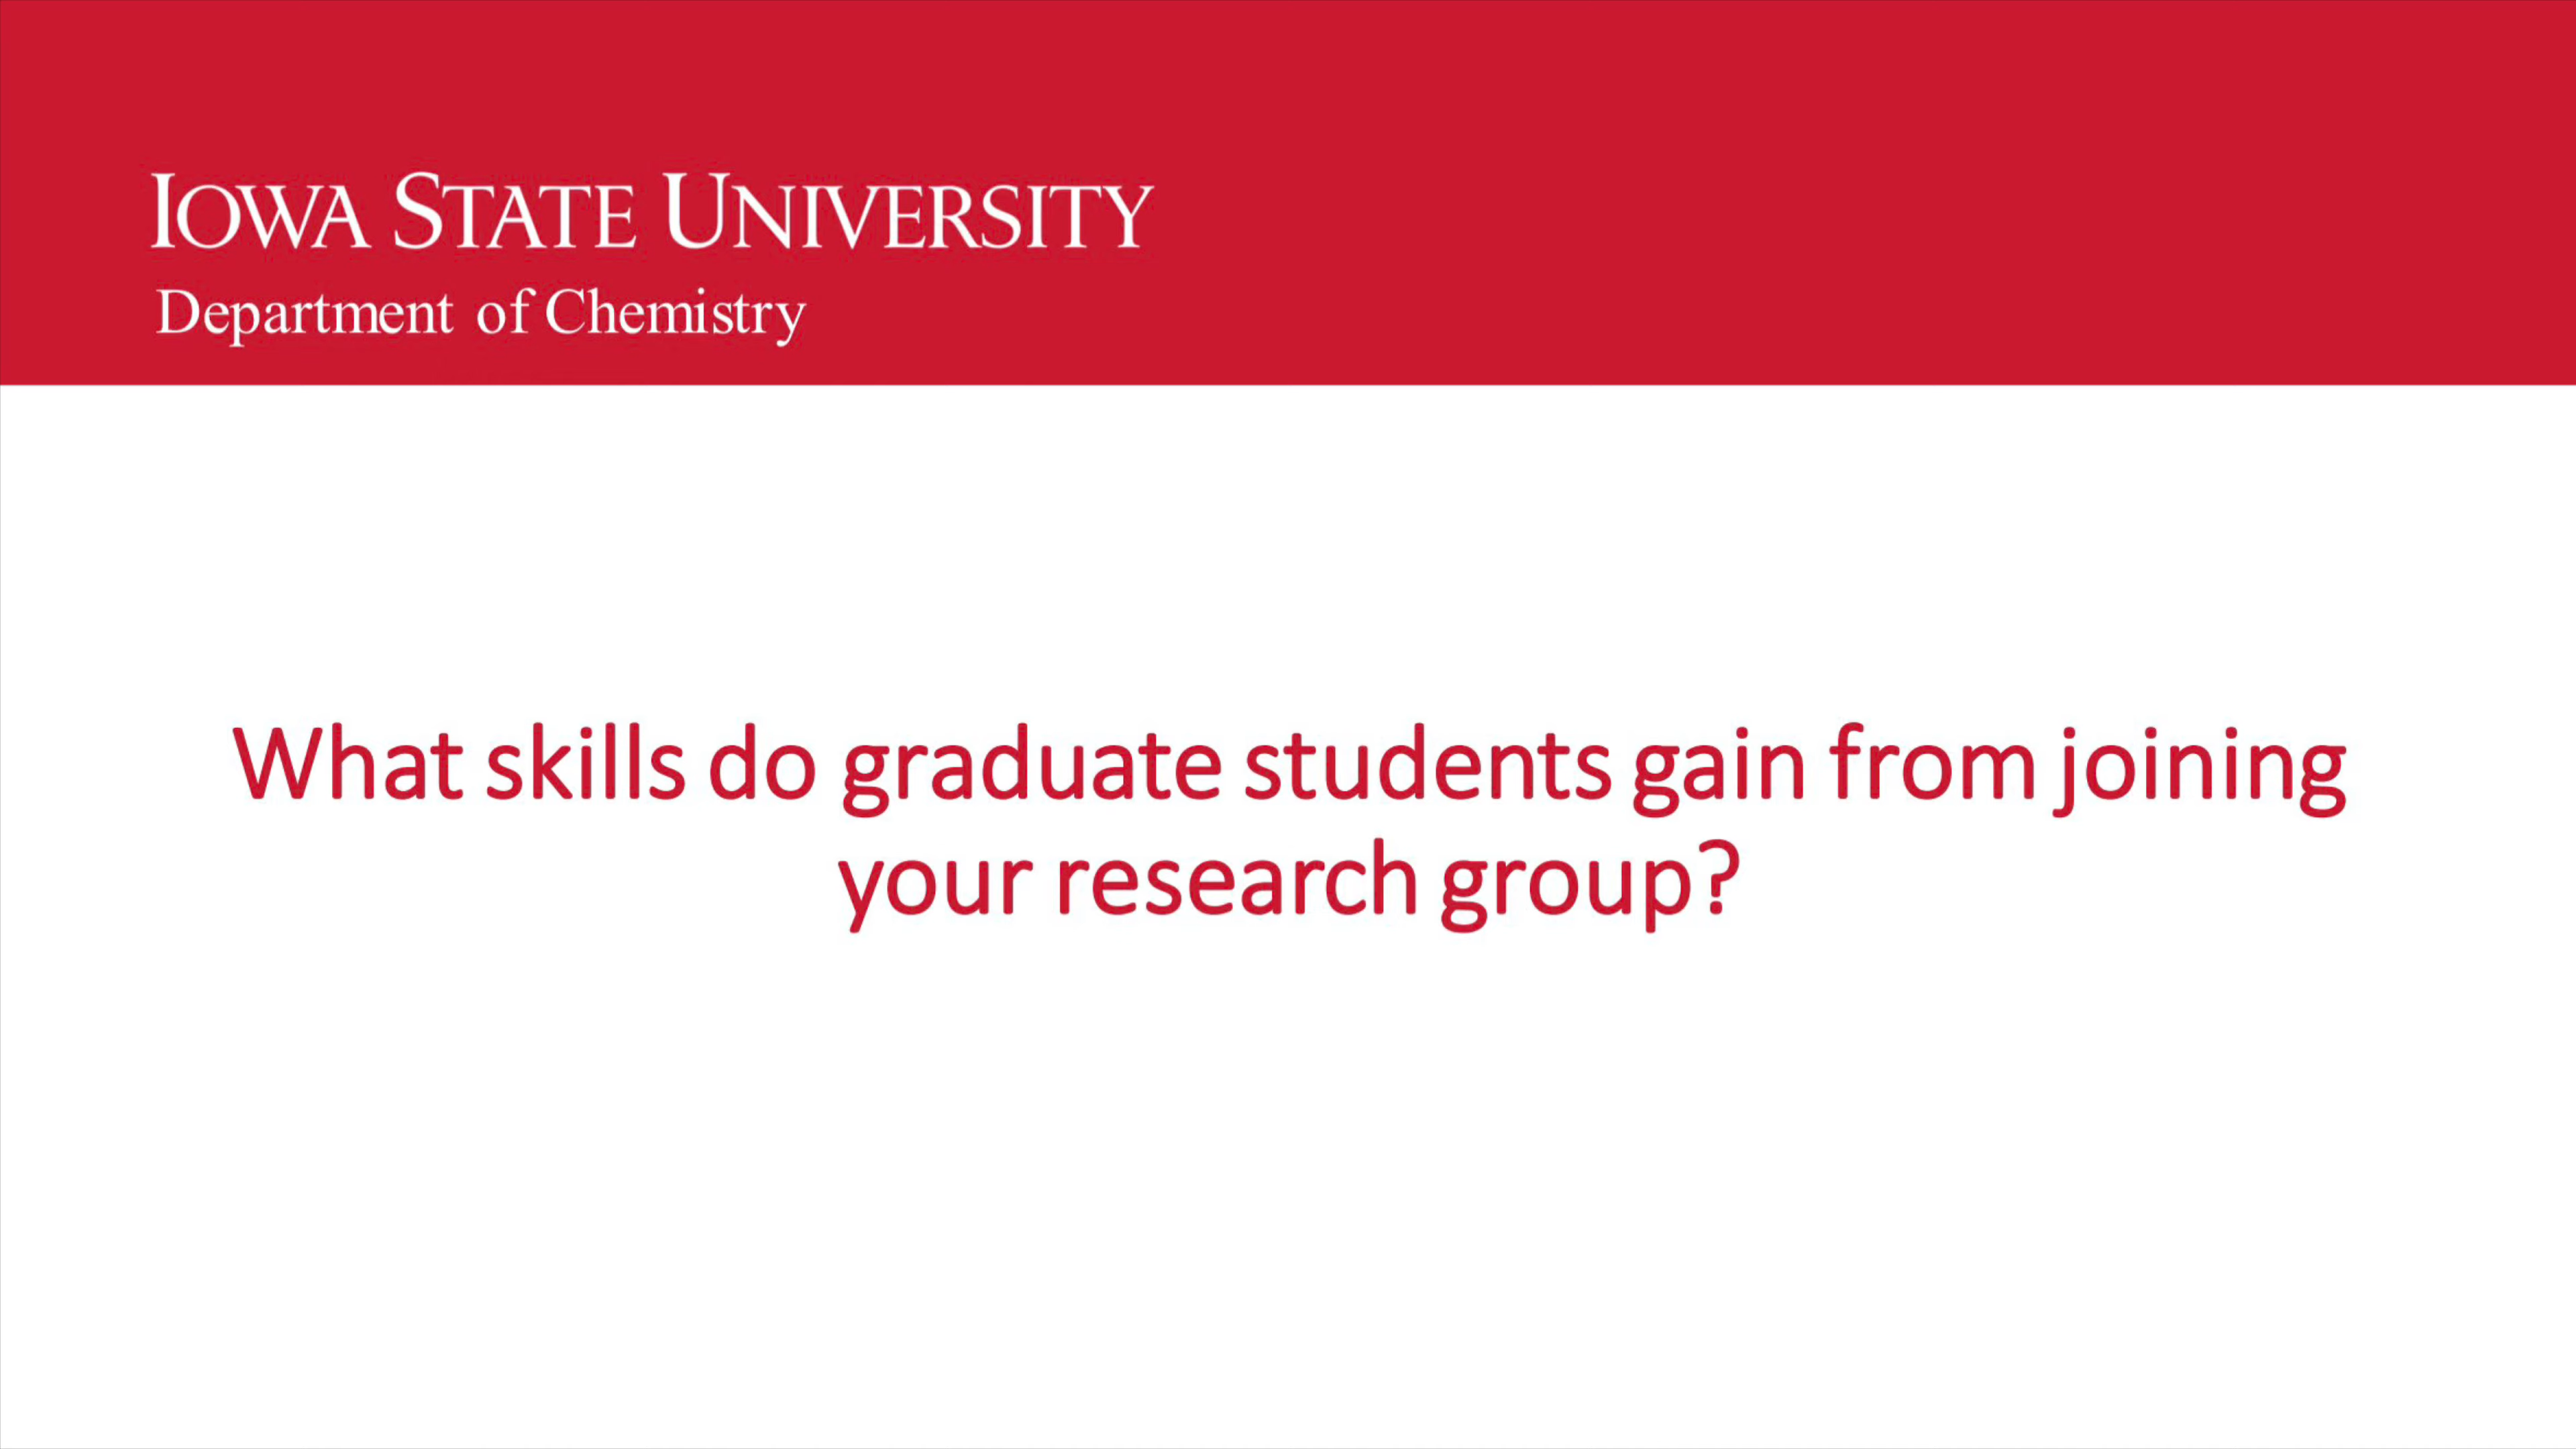 IOWA STATE UNIVERSITY
Department of Chemistry
What skills do graduate students gain from joining
your research group?